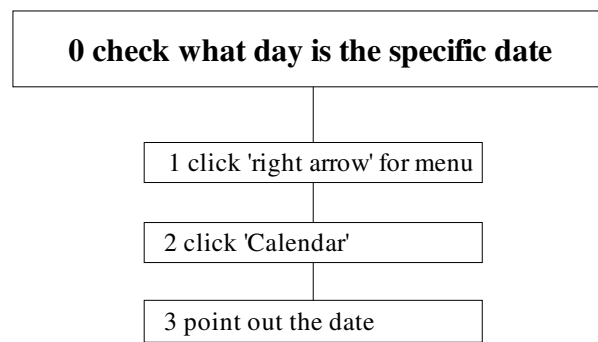 0 check what day is the specific date
1 click 'right arrow' for menu
2 click 'Calendar'
3 point out the date